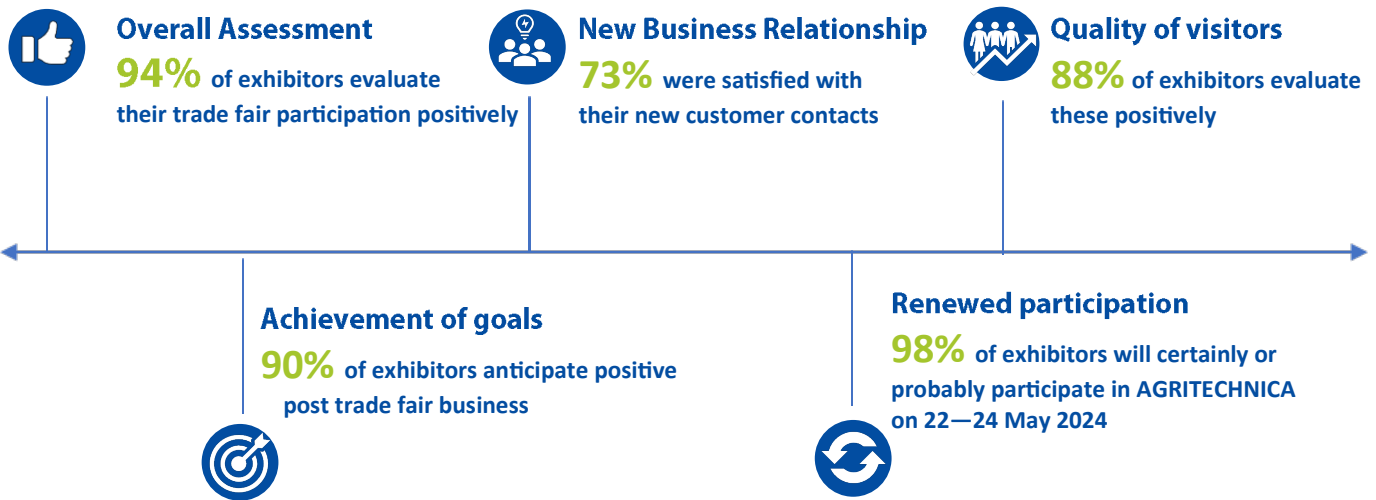 Overall Assessment
94% of exhibitors evaluate
their trade fair participation positively
New Business Relationship
73% were satisfied with
their new customer contacts
Quality of visitors
88% of exhibitors evaluate
these positively
Achievement of goals
90% of exhibitors anticipate positive
post trade fair business
Renewed participation
98% of exhibitors will certainly or
probably participate in AGRITECHNICA
on 22—24 May 2024